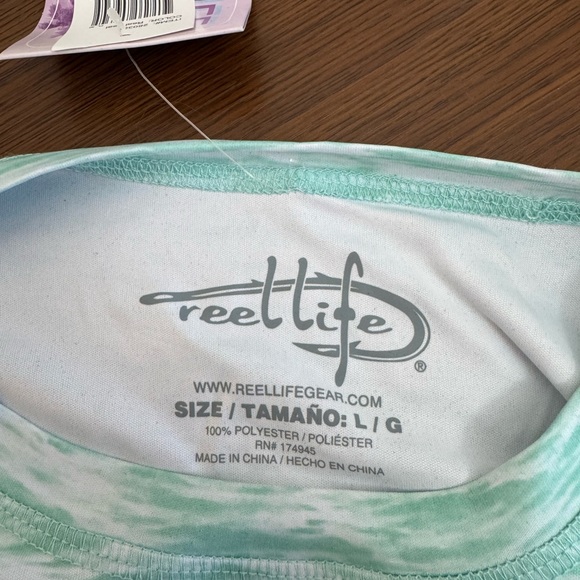 reel life
®
WWW.REELLIFEGEAR.COM
SIZE / TAMAÑO: L / G
100% POLYESTER / POLIÉSTER
RN# 174945
MADE IN CHINA / HECHO EN CHINA